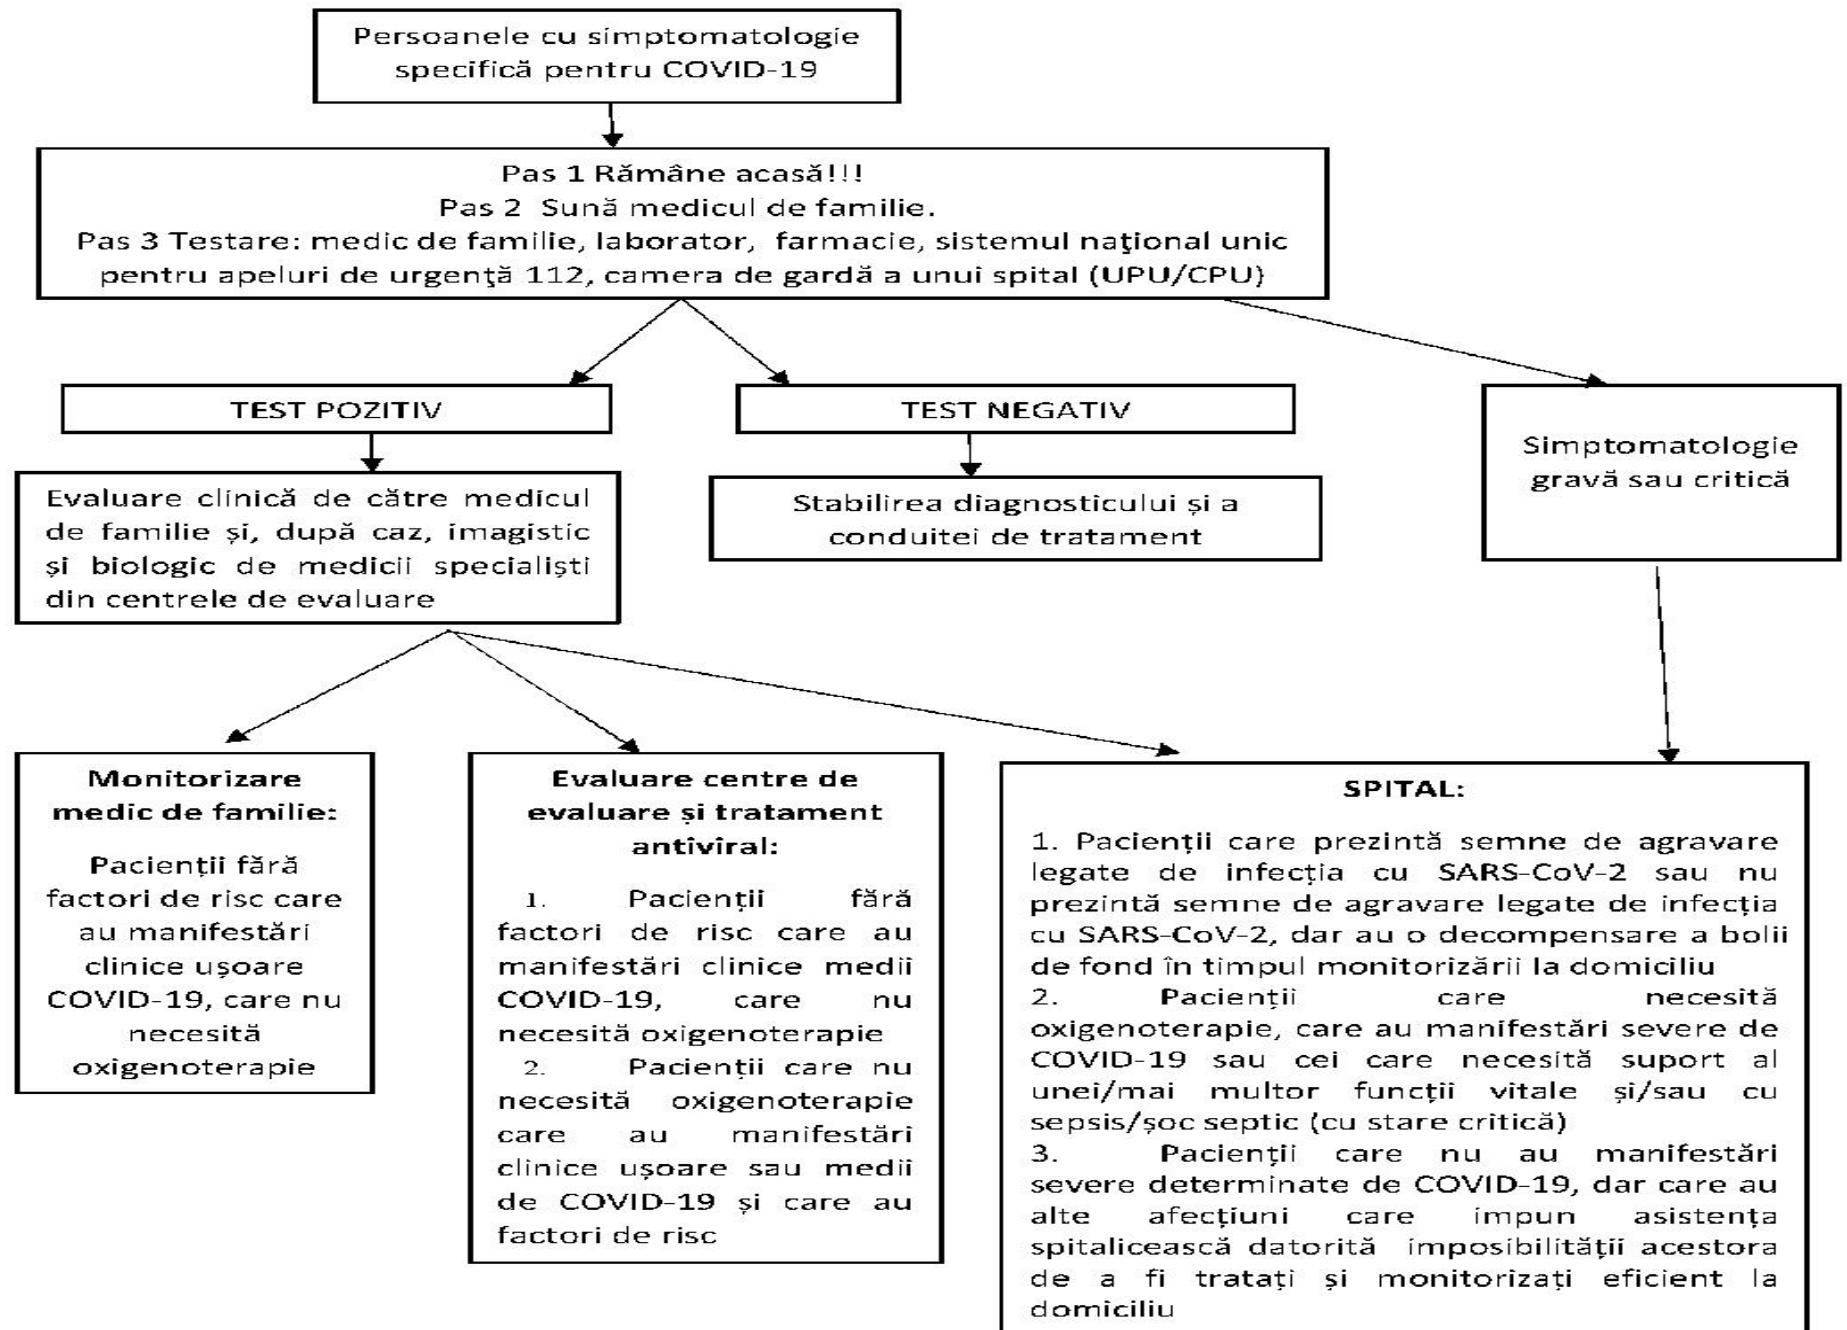 Persoanele cu simptomatologie
specifică pentru COVID-19
Pas 1 Rămâne acasă!!!
Pas 2 Sună medicul de familie.
Pas 3 Testare: medic de familie, laborator, farmacie, sistemul naţional unic
pentru apeluri de urgenţă 112, camera de gardă a unui spital (UPU/CPU)
TEST POZITIV
TEST NEGATIV
Simptomatologie
gravă sau critică
Evaluare clinică de către medicul
de familie și, după caz, imagistic
și biologic de medicii specialiști
din centrele de evaluare
Stabilirea diagnosticului și a
conduitei de tratament
Monitorizare
medic de familie:
Pacienții fără
factori de risc care
au manifestări
clinice ușoare
COVID-19, care nu
necesită
oxigenoterapie
Evaluare centre de
evaluare și tratament
antiviral:
1. Pacienții fără
factori de risc care au
manifestări clinice medii
COVID-19, care nu
necesită oxigenoterapie
2. Pacienții care nu
necesită oxigenoterapie
care au manifestări
clinice ușoare sau medii
de COVID-19 și care au
factori de risc
SPITAL:
1. Pacienții care prezintă semne de agravare
legate de infecția cu SARS-CoV-2 sau nu
prezintă semne de agravare legate de infecția
cu SARS-CoV-2, dar au o decompensare a bolii
de fond în timpul monitorizării la domiciliu
2. Pacienții care necesită
oxigenoterapie, care au manifestări severe de
COVID-19 sau cei care necesită suport al
unei/mai multor funcții vitale și/sau cu
sepsis/șoc septic (cu stare critică)
3. Pacienții care nu au manifestări
severe determinate de COVID-19, dar care au
alte afecțiuni care impun asistența
spitalicească datorită imposibilității acestora
de a fi tratați și monitorizați eficient la
domiciliu